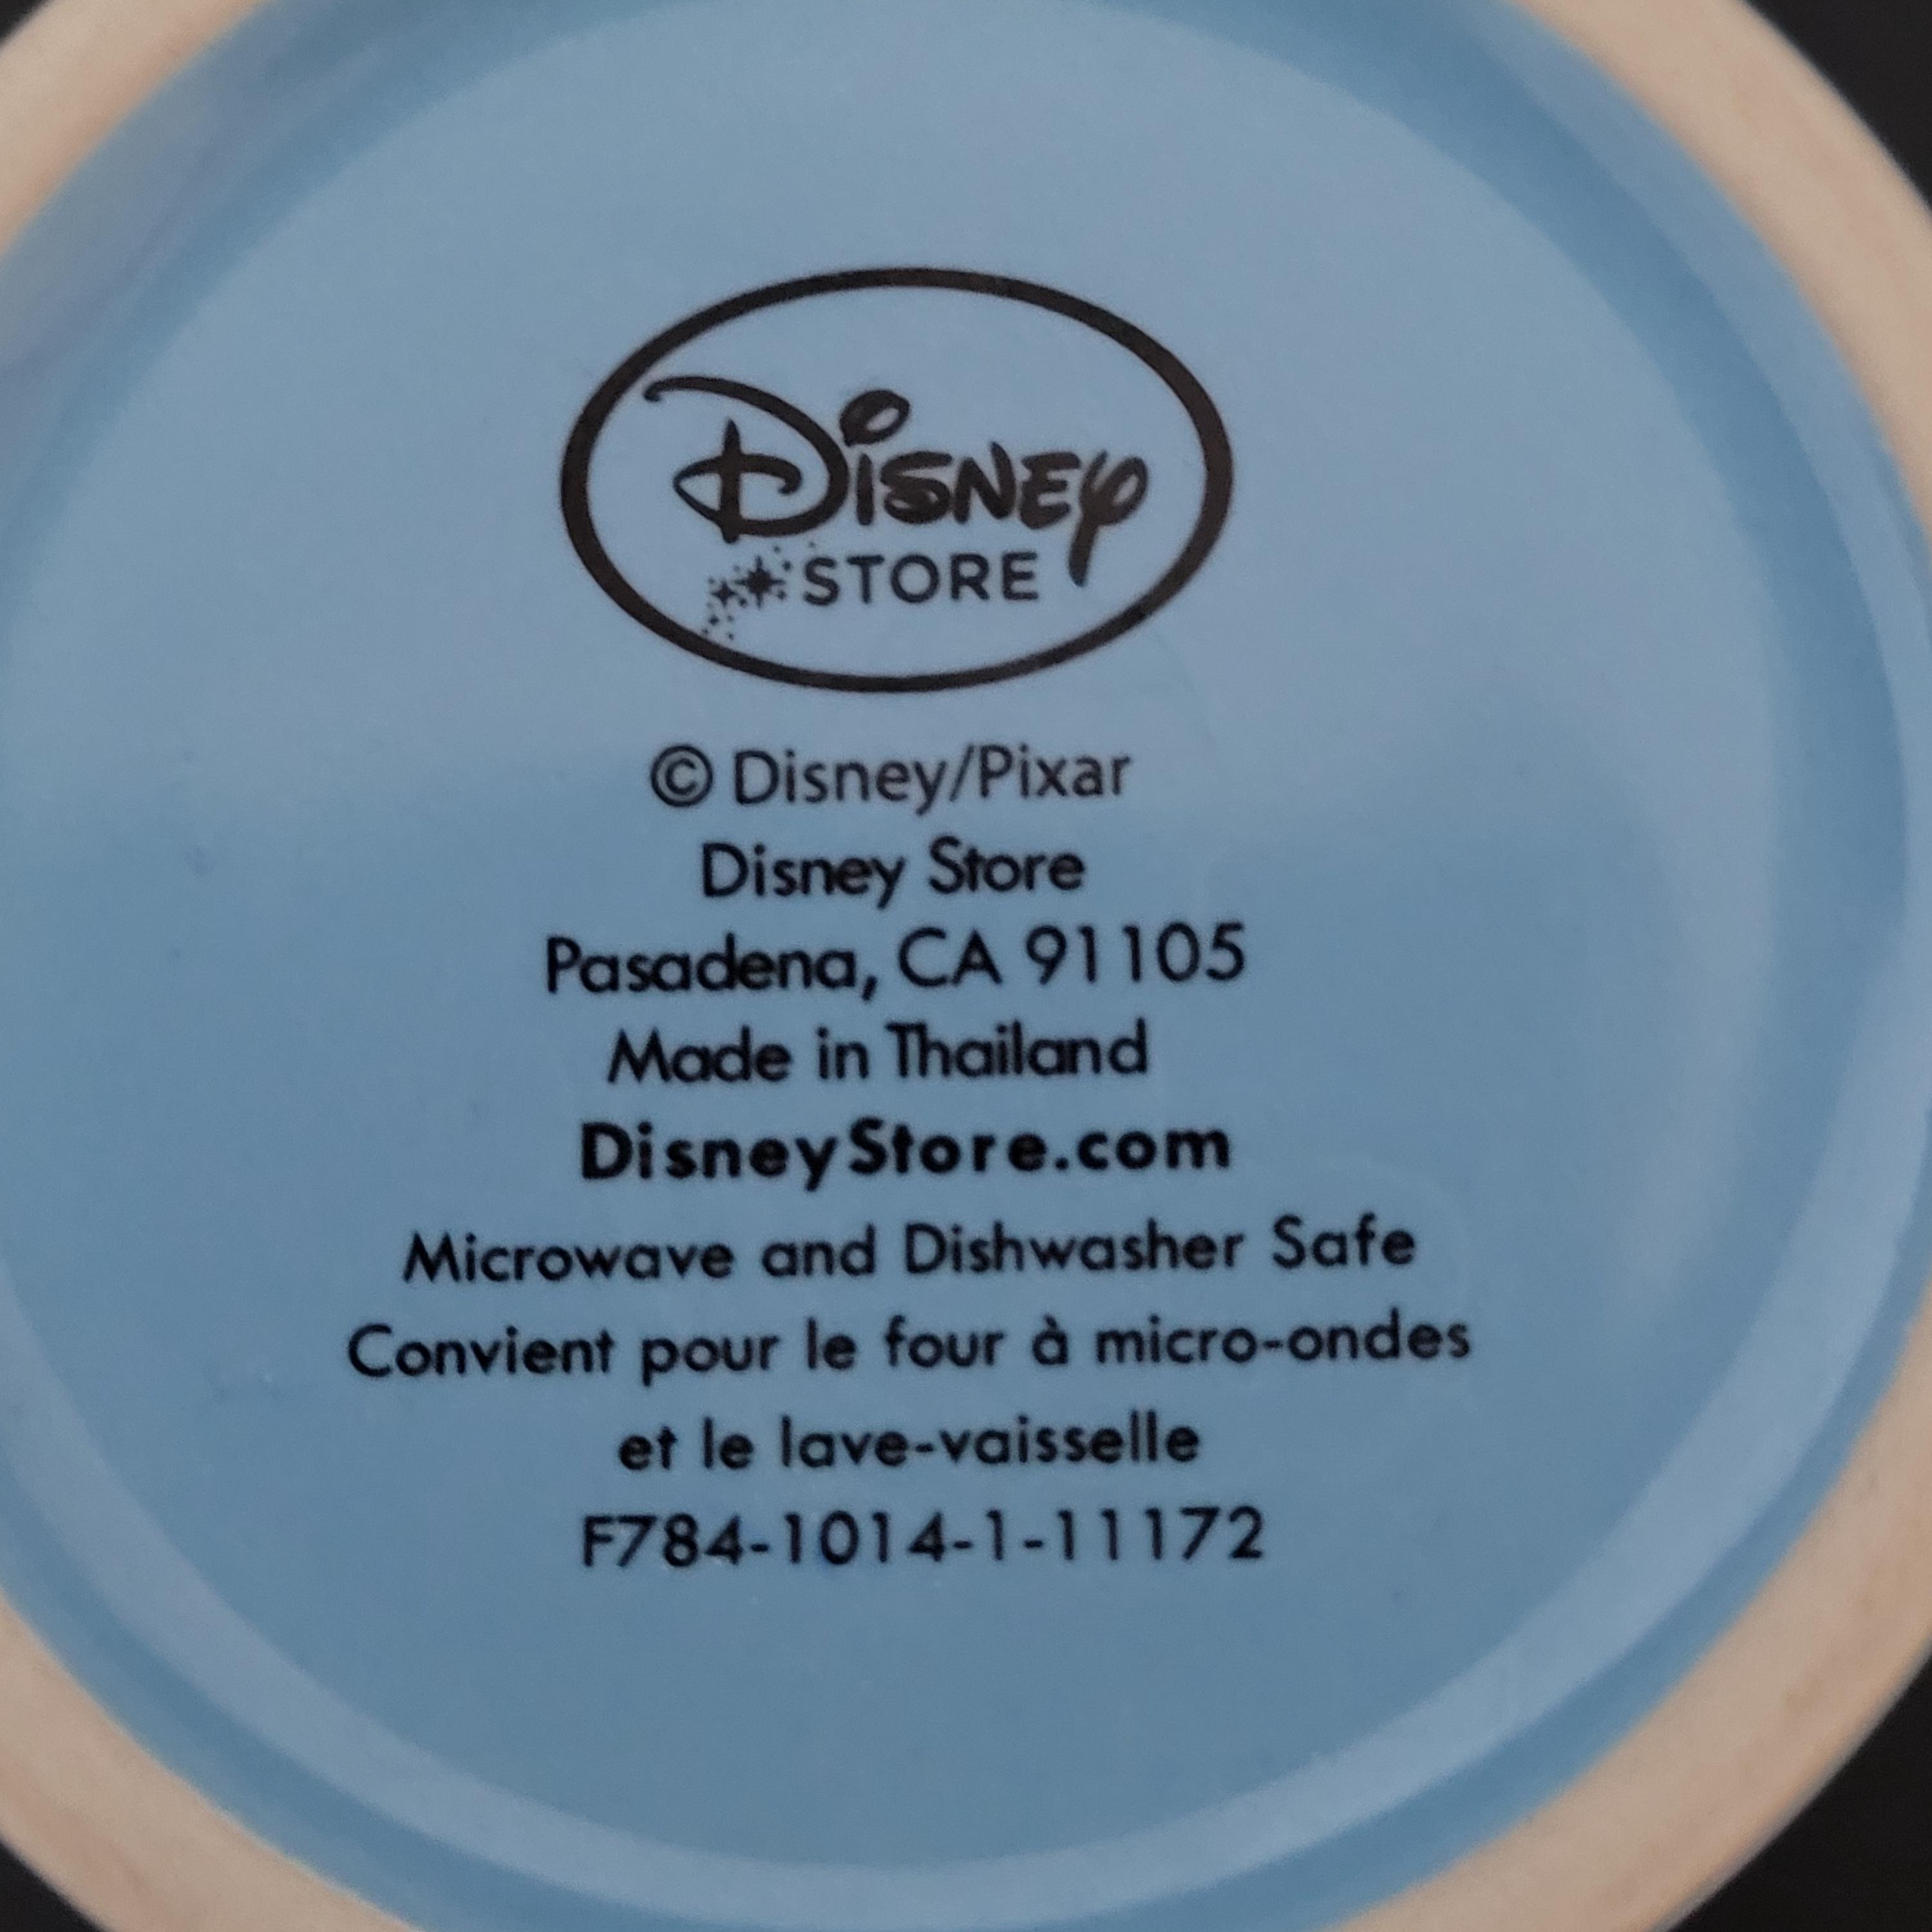 Disney
STORE
© Disney/Pixar
Disney Store
Pasadena, CA 91105
Made in Thailand
DisneyStore.com
Microwave and Dishwasher Safe
Convient pour le four à micro-ondes
et le lave-vaisselle
F784-1014-1-11172